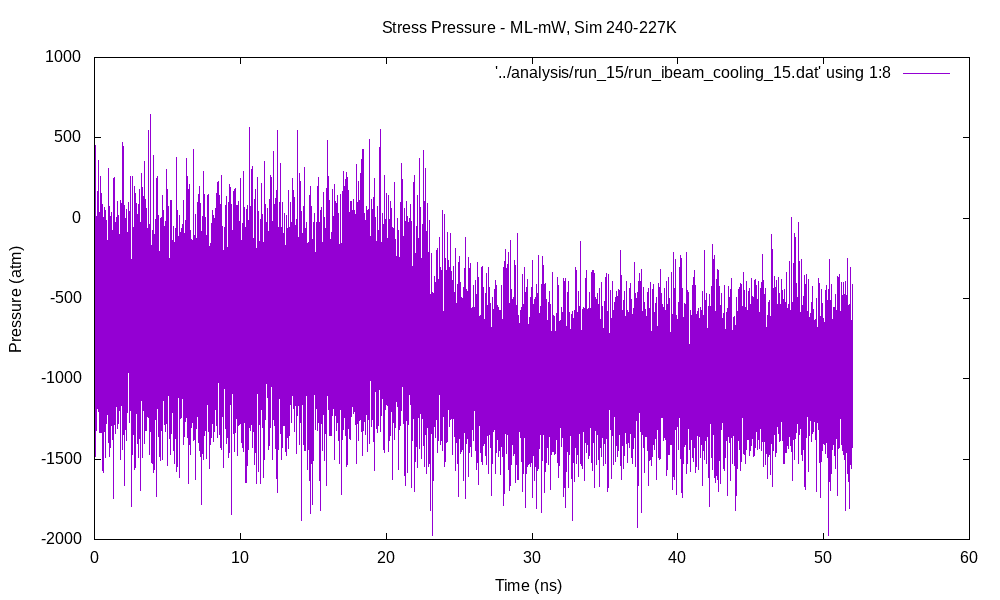 Stress Pressure - ML-mW, Sim 240-227K
'../analysis/run_15/run_ibeam_cooling_15.dat' using 1:8
1000
500
0
-500
-1000
-1500
-2000
Pressure (atm)
0 10 20 30 40 50 60
Time (ns)